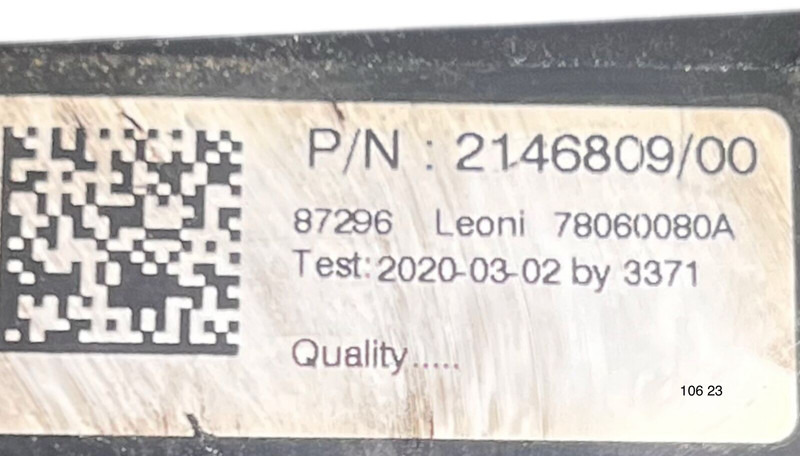 P/N : 2146809/00
87296 Leoni 78060080A
Test: 2020-03-02 by 3371
Quality.....
106 23